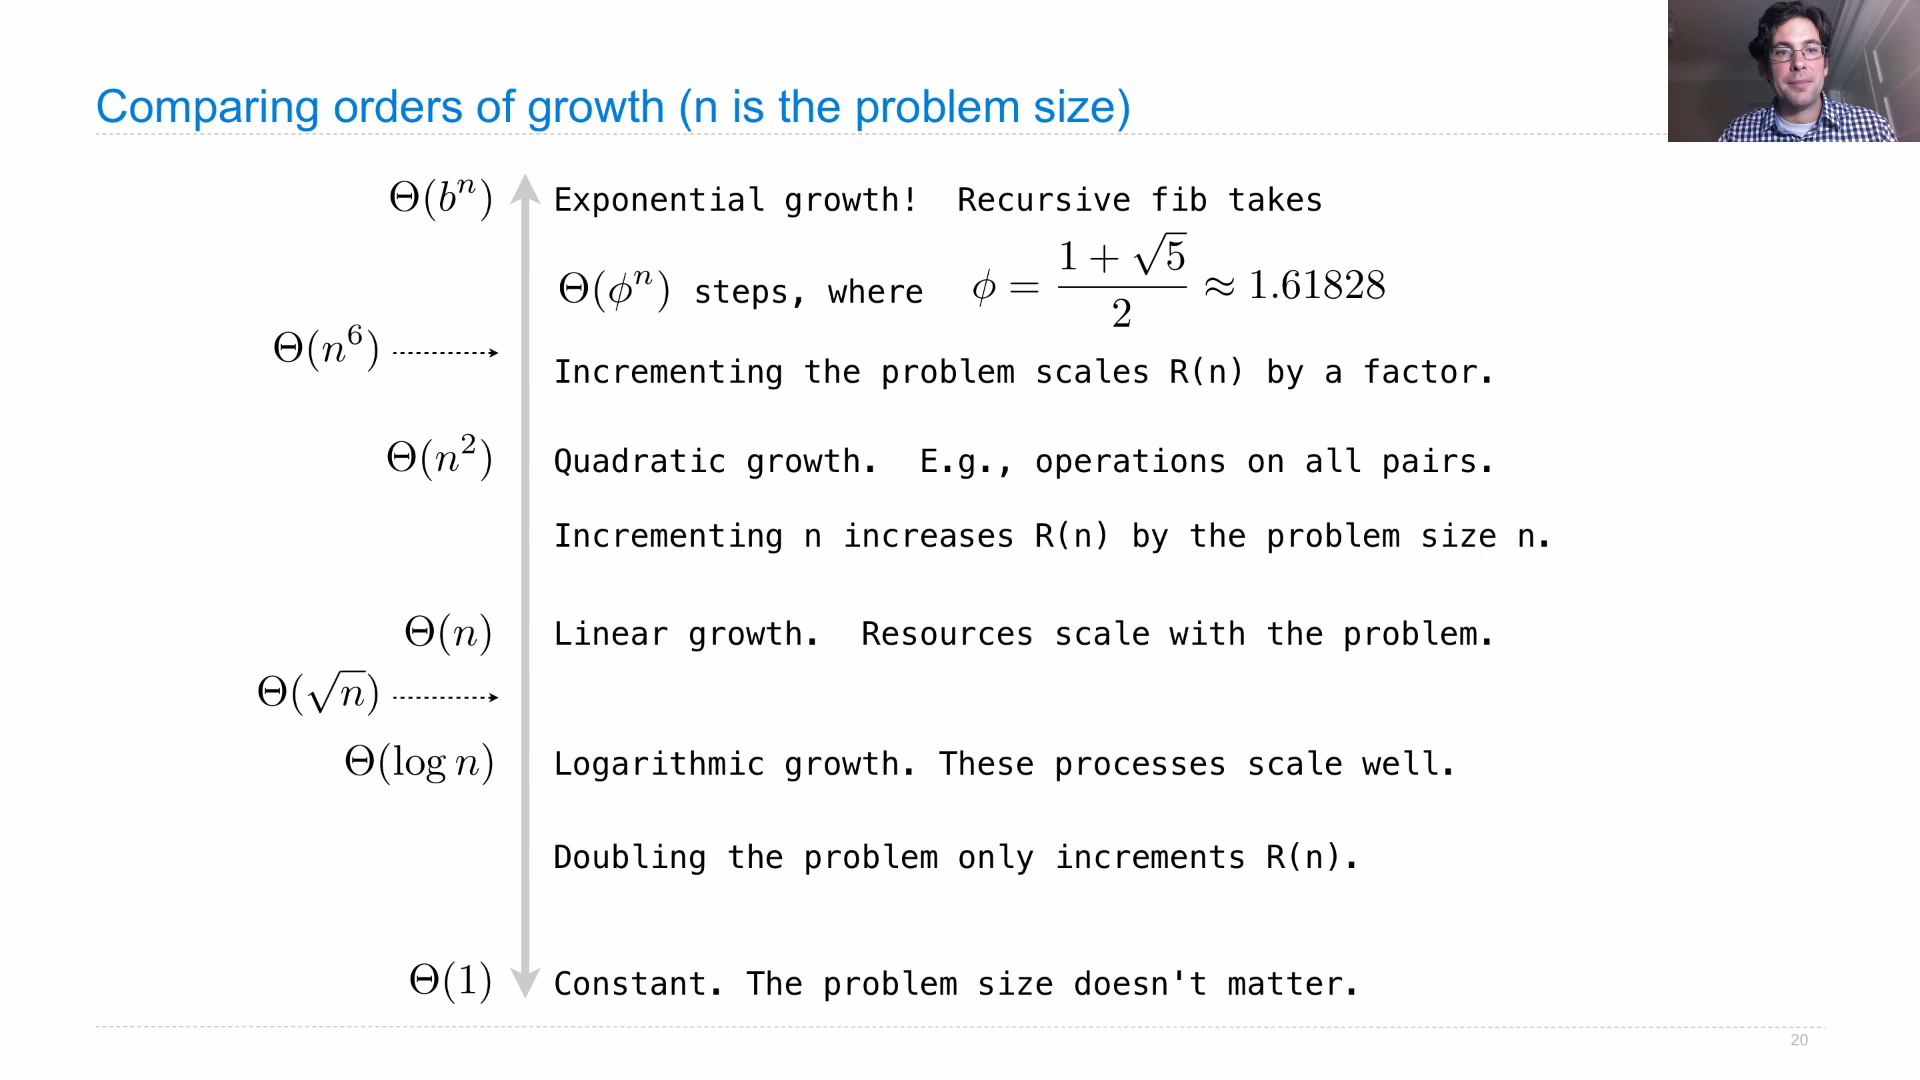 Comparing orders of growth (n is the problem size)
Θ(bⁿ) Exponential growth! Recursive fib takes
Θ(ϕⁿ) steps, where ϕ = (1 + √5)/2 ≈ 1.61828
Θ(n⁶)
Incrementing the problem scales R(n) by a factor.
Θ(n²) Quadratic growth. E.g., operations on all pairs.
Incrementing n increases R(n) by the problem size n.
Θ(n) Linear growth. Resources scale with the problem.
Θ(√n)
Θ(log n) Logarithmic growth. These processes scale well.
Doubling the problem only increments R(n).
Θ(1) Constant. The problem size doesn't matter.
20